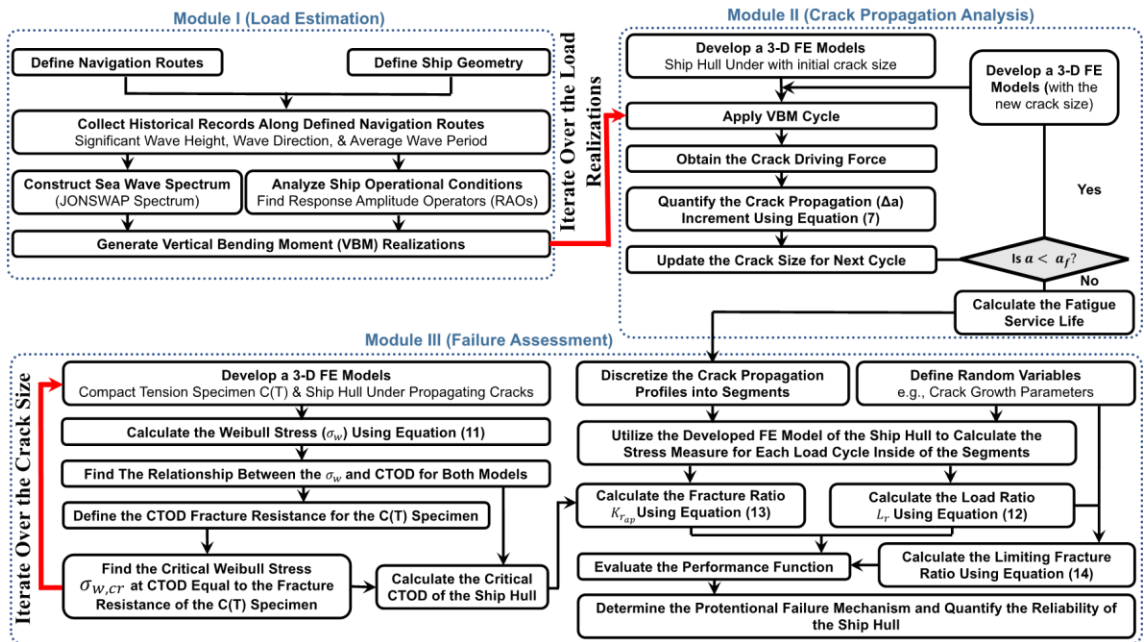 Module I (Load Estimation)
Define Navigation Routes
Define Ship Geometry
Collect Historical Records Along Defined Navigation Routes
Significant Wave Height, Wave Direction, & Average Wave Period
Construct Sea Wave Spectrum
(JONSWAP Spectrum)
Analyze Ship Operational Conditions
Find Response Amplitude Operators (RAOs)
Generate Vertical Bending Moment (VBM) Realizations
Iterate Over the Load
Realizations
Module II (Crack Propagation Analysis)
Develop a 3-D FE Models
Ship Hull Under with initial crack size
Develop a 3-D FE
Models (with the
new crack size)
Apply VBM Cycle
Obtain the Crack Driving Force
Quantify the Crack Propagation (Δa)
Increment Using Equation (7)
Update the Crack Size for Next Cycle
Yes
Is a < a_f?
No
Calculate the Fatigue
Service Life
Module III (Failure Assessment)
Iterate Over the Crack Size
Develop a 3-D FE Models
Compact Tension Specimen C(T) & Ship Hull Under Propagating Cracks
Calculate the Weibull Stress (σ_w) Using Equation (11)
Find The Relationship Between the σ_w and CTOD for Both Models
Define the CTOD Fracture Resistance for the C(T) Specimen
Find the Critical Weibull Stress
σ_w,cr at CTOD Equal to the Fracture
Resistance of the C(T) Specimen
Calculate the Critical
CTOD of the Ship Hull
Discretize the Crack Propagation
Profiles into Segments
Define Random Variables
e.g., Crack Growth Parameters
Utilize the Developed FE Model of the Ship Hull to Calculate the
Stress Measure for Each Load Cycle Inside of the Segments
Calculate the Fracture Ratio
K_r_ap Using Equation (13)
Calculate the Load Ratio
L_r Using Equation (12)
Evaluate the Performance Function
Calculate the Limiting Fracture
Ratio Using Equation (14)
Determine the Protentional Failure Mechanism and Quantify the Reliability of
the Ship Hull